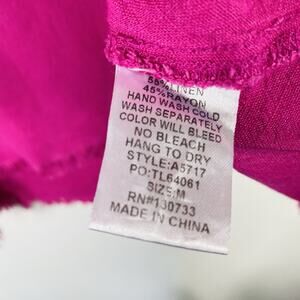 55% LINEN
45% RAYON
HAND WASH COLD
WASH SEPARATELY
COLOR WILL BLEED
NO BLEACH
HANG TO DRY
STYLE:A5717
PO:TL64061
SIZE:M
RN#130733
MADE IN CHINA